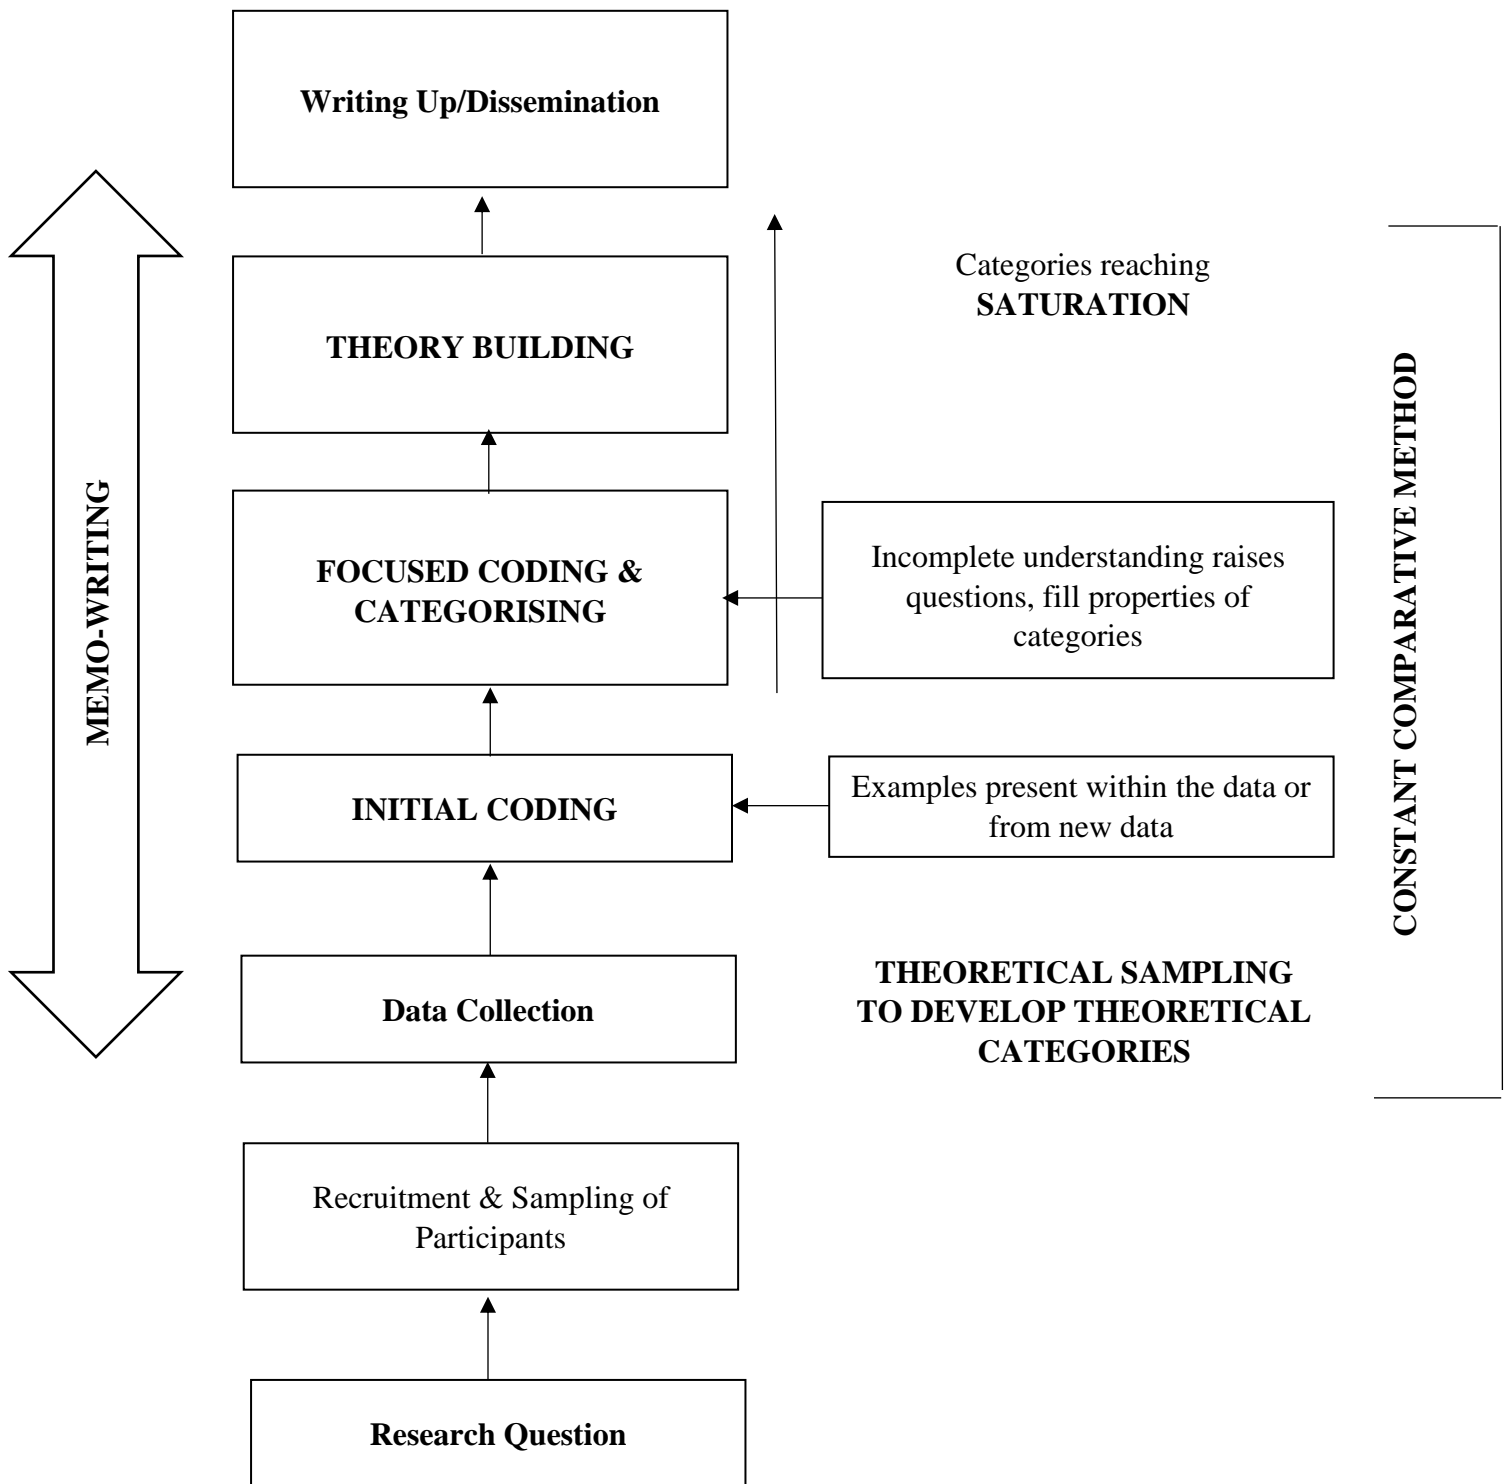 Writing Up/Dissemination
Categories reaching
SATURATION
THEORY BUILDING
MEMO-WRITING
CONSTANT COMPARATIVE METHOD
FOCUSED CODING &
CATEGORISING
Incomplete understanding raises
questions, fill properties of
categories
INITIAL CODING
Examples present within the data or
from new data
Data Collection
THEORETICAL SAMPLING
TO DEVELOP THEORETICAL
CATEGORIES
Recruitment & Sampling of
Participants
Research Question